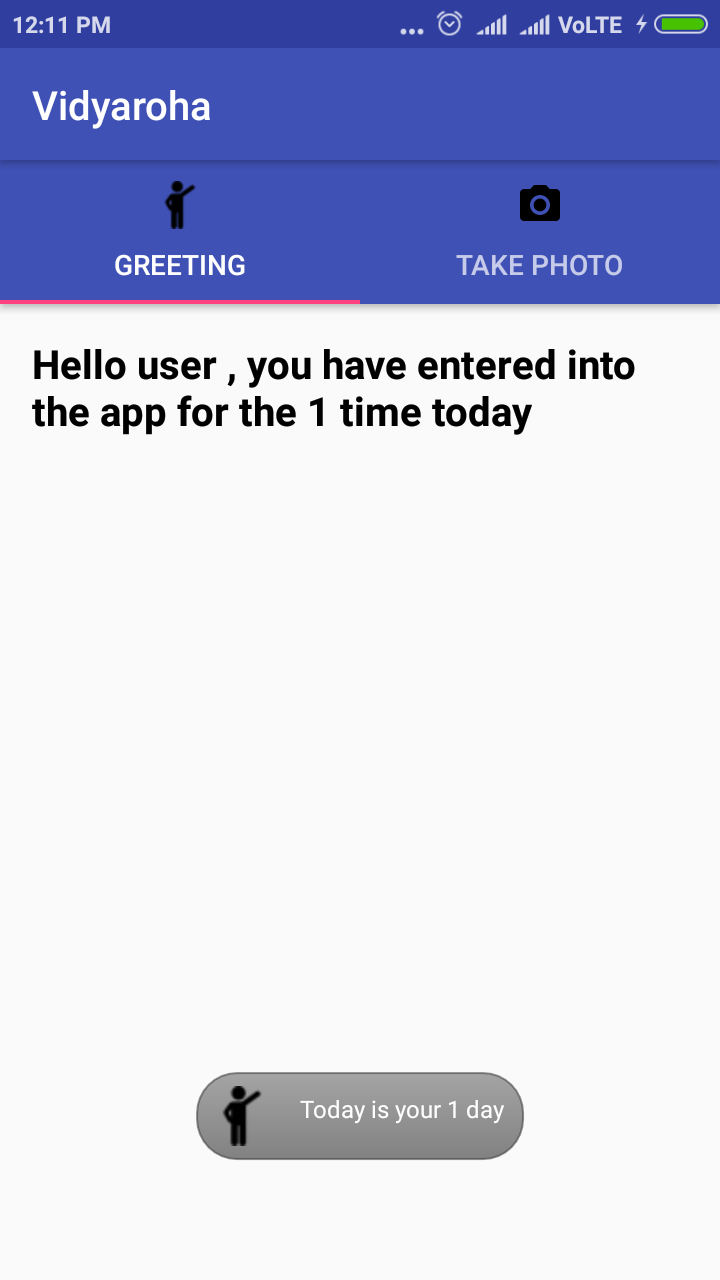 12:11 PM
... VoLTE
Vidyaroha
GREETING
TAKE PHOTO
Hello user , you have entered into
the app for the 1 time today
Today is your 1 day